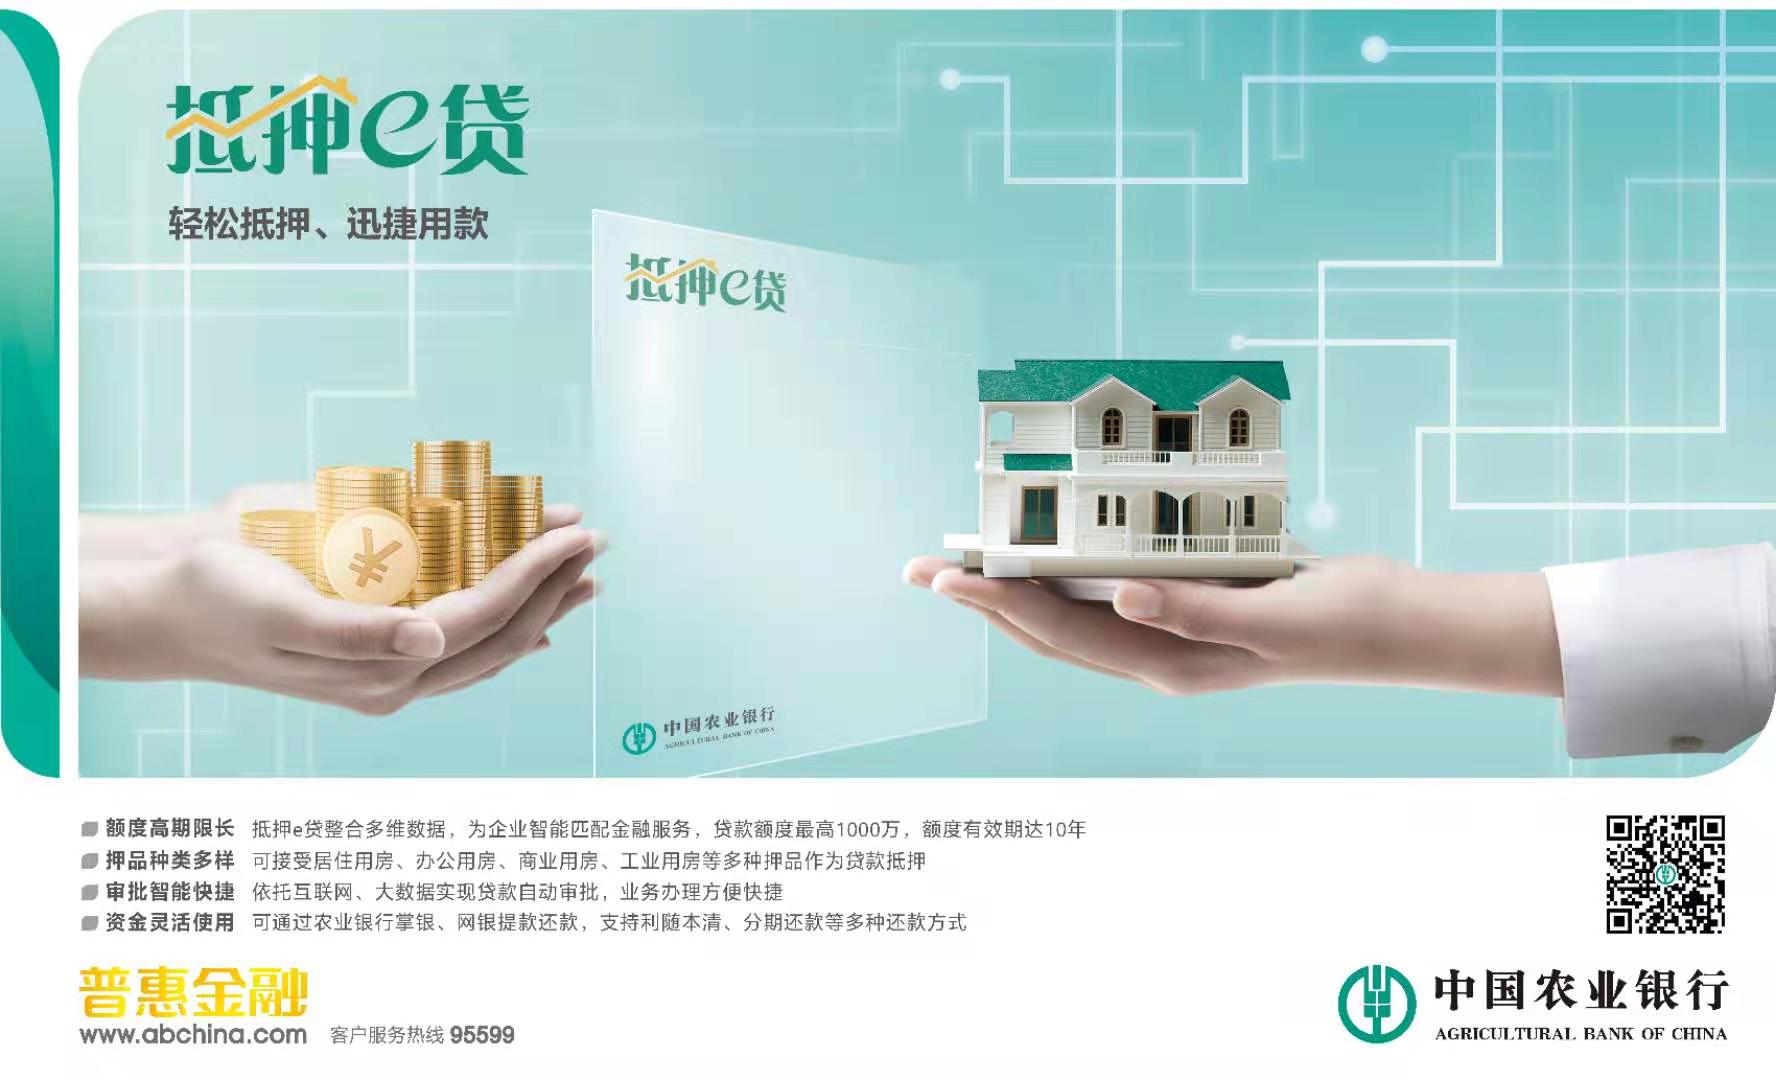 抵押e贷
轻松抵押、迅捷用款
抵押e贷
¥
中国农业银行
AGRICULTURAL BANK OF CHINA
额度高期限长 抵押e贷整合多维数据，为企业智能匹配金融服务，贷款额度最高1000万，额度有效期达10年
押品种类多样 可接受居住用房、办公用房、商业用房、工业用房等多种押品作为贷款抵押
审批智能快捷 依托互联网、大数据实现贷款自动审批，业务办理方便快捷
资金灵活使用 可通过农业银行掌银、网银提款还款，支持利随本清、分期还款等多种还款方式
普惠金融
www.abchina.com 客户服务热线 95599
中国农业银行
AGRICULTURAL BANK OF CHINA